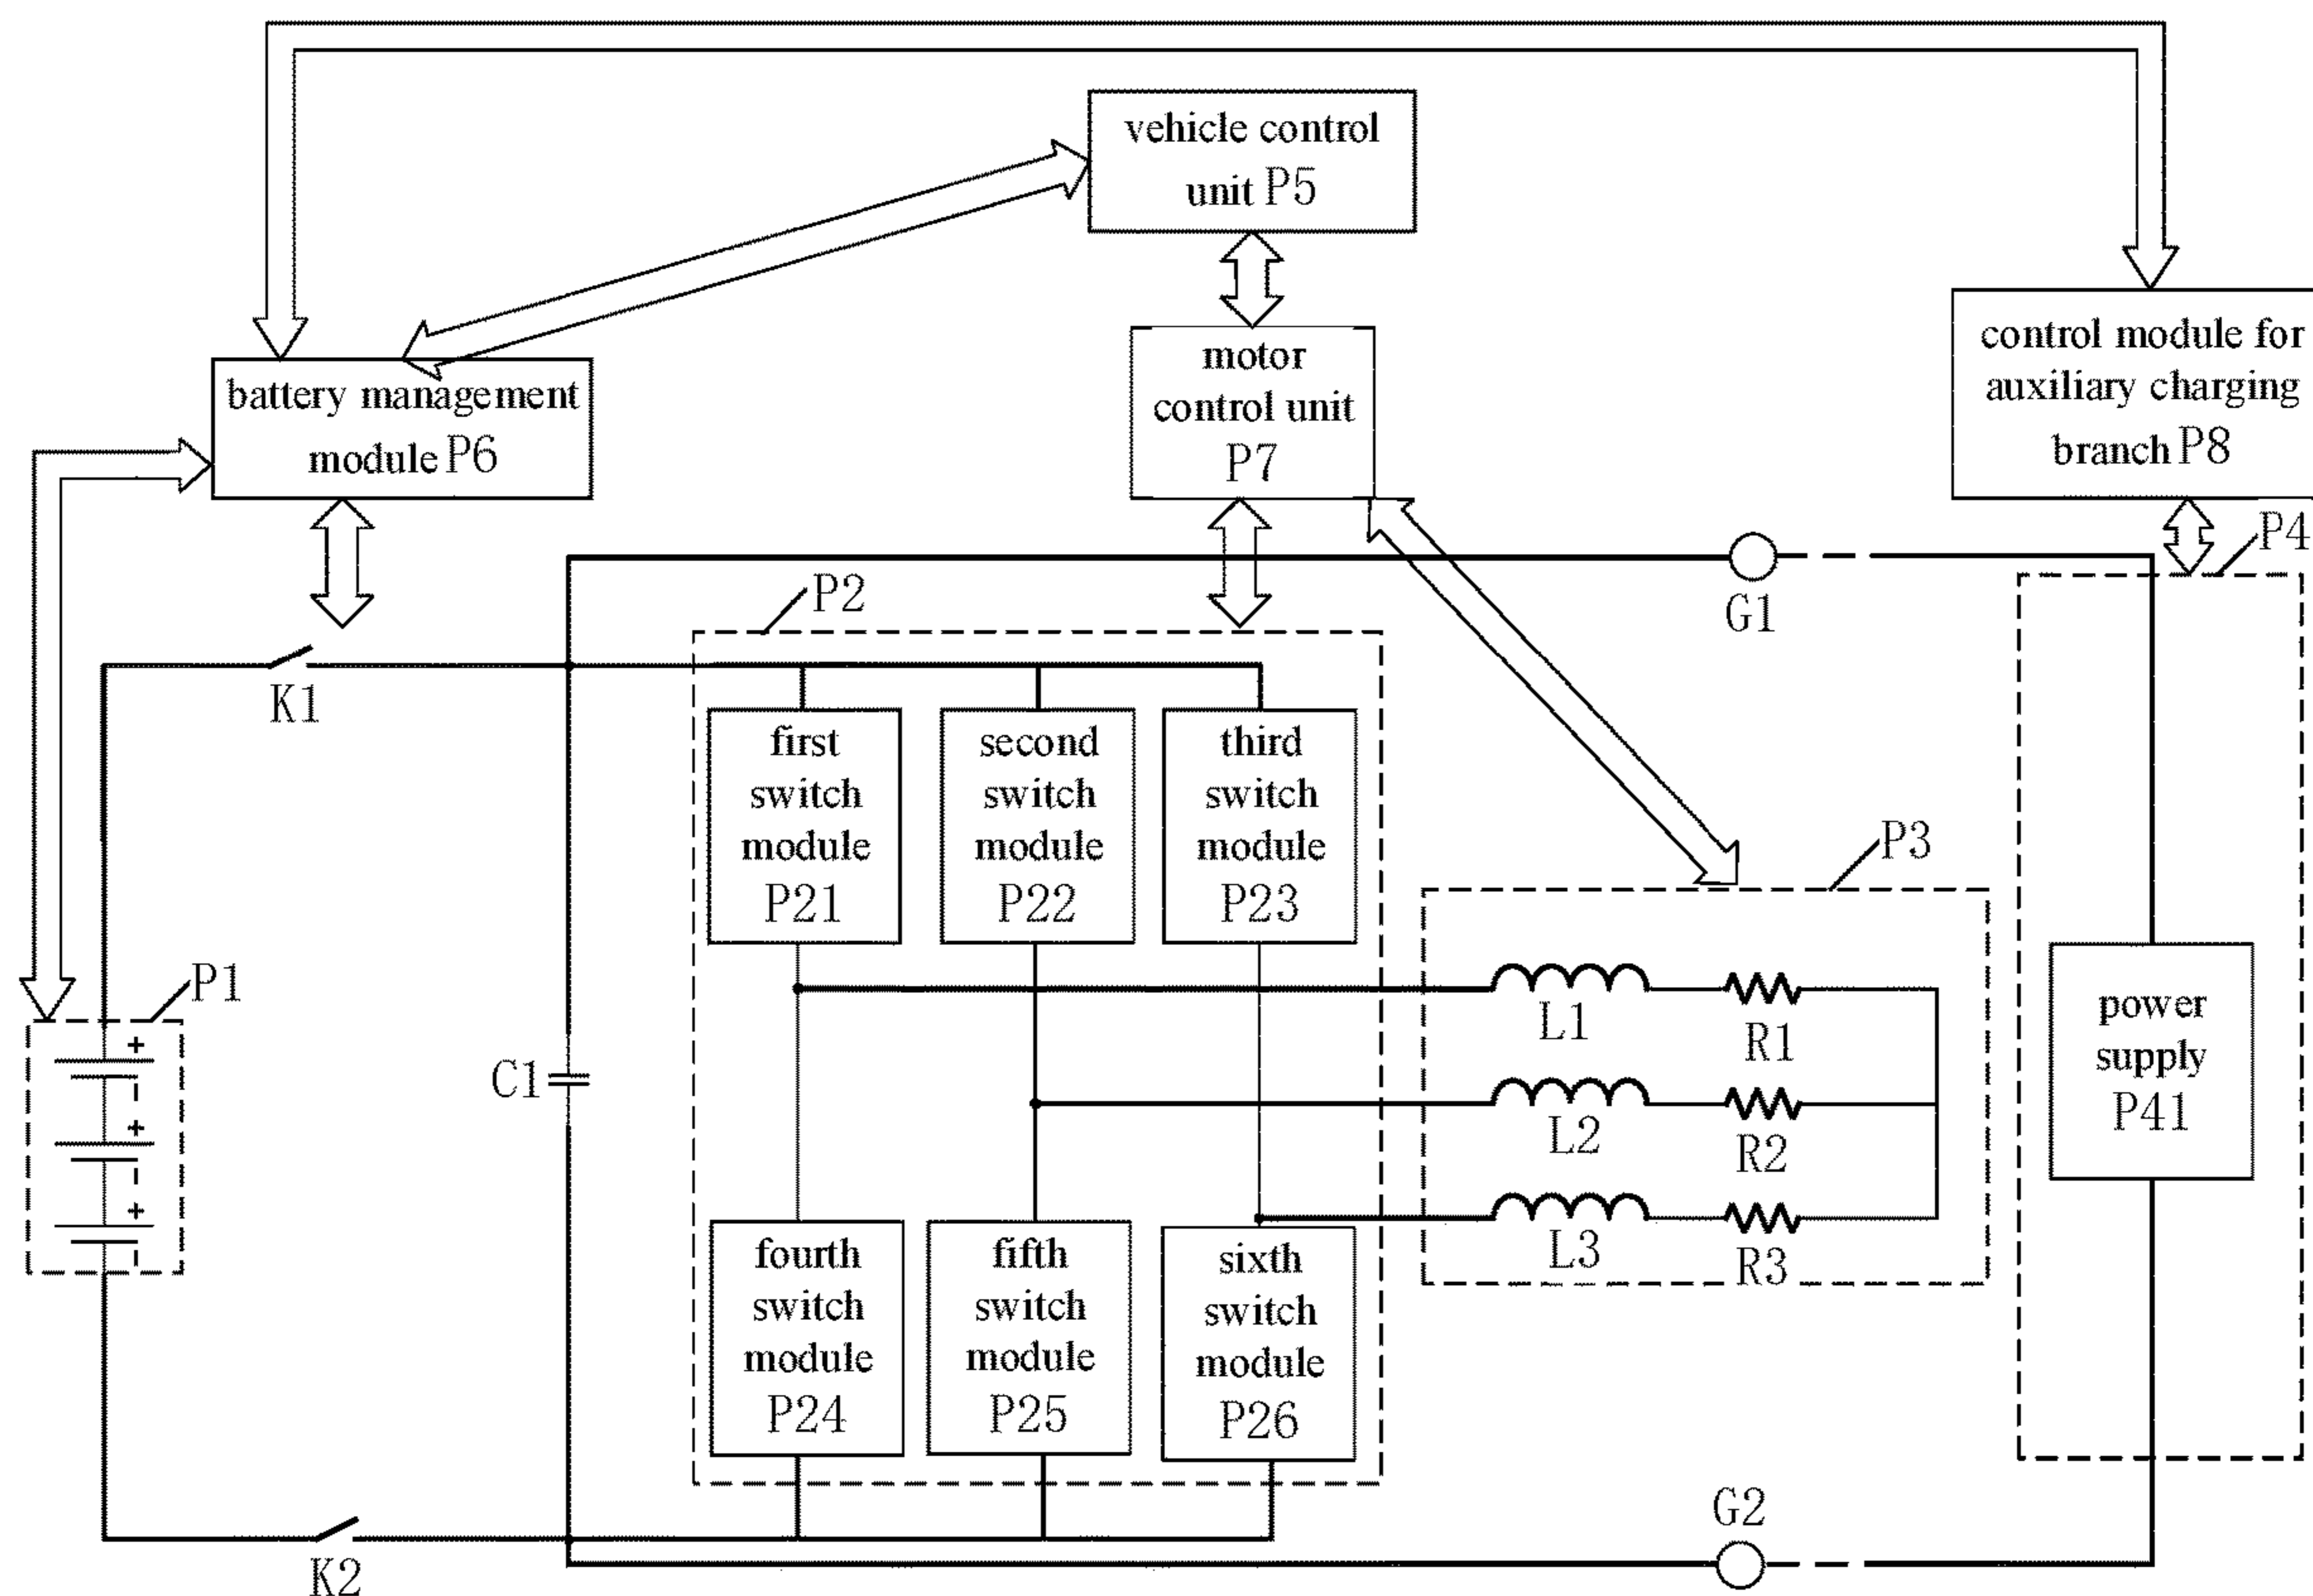 vehicle control
unit P5
battery management
module P6
motor
control unit
P7
control module for
auxiliary charging
branch P8
P4
G1
P2
K1
first
switch
module
P21
second
switch
module
P22
third
switch
module
P23
P3
P1
+
+
+
C1
L1
R1
L2
R2
L3
R3
power
supply
P41
fourth
switch
module
P24
fifth
switch
module
P25
sixth
switch
module
P26
G2
K2